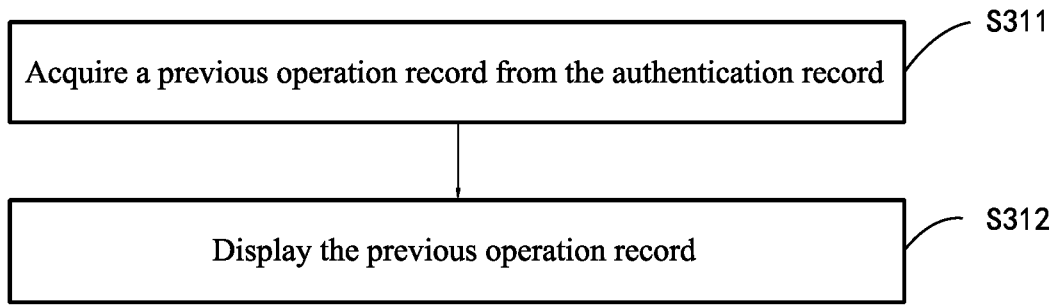 S311
Acquire a previous operation record from the authentication record
S312
Display the previous operation record